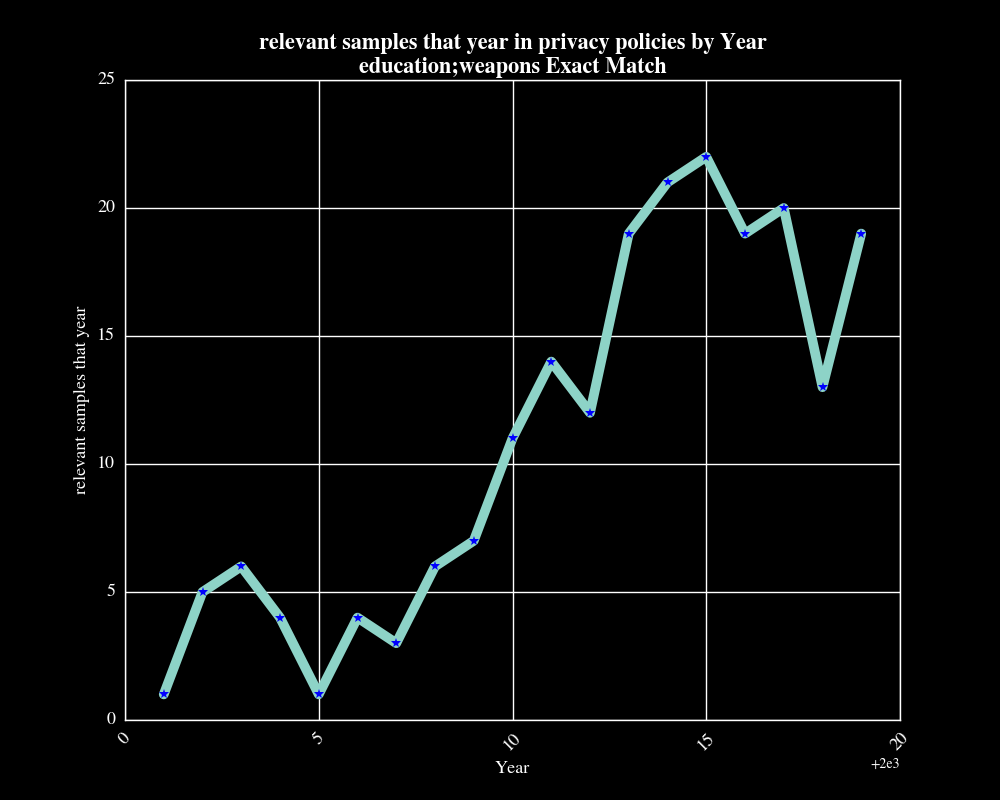 relevant samples that year in privacy policies by Year
education;weapons Exact Match
25
20
15
10
5
0
relevant samples that year
0
5
10
15
20
Year
+2e3